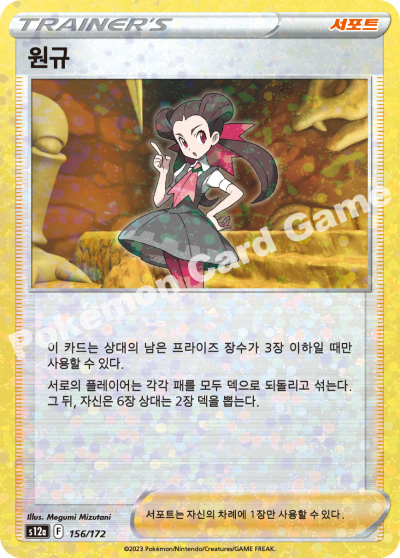 TRAINER'S 서포트
원규
이 카드는 상대의 남은 프라이즈 장수가 3장 이하일 때만
사용할 수 있다.
서로의 플레이어는 각각 패를 모두 덱으로 되돌리고 섞는다.
그 뒤, 자신은 6장 상대는 2장 덱을 뽑는다.
Pokémon Card Game
Illus. Megumi Mizutani
s12a F 156/172
서포트는 자신의 차례에 1장만 사용할 수 있다.
©2023 Pokémon/Nintendo/Creatures/GAME FREAK.